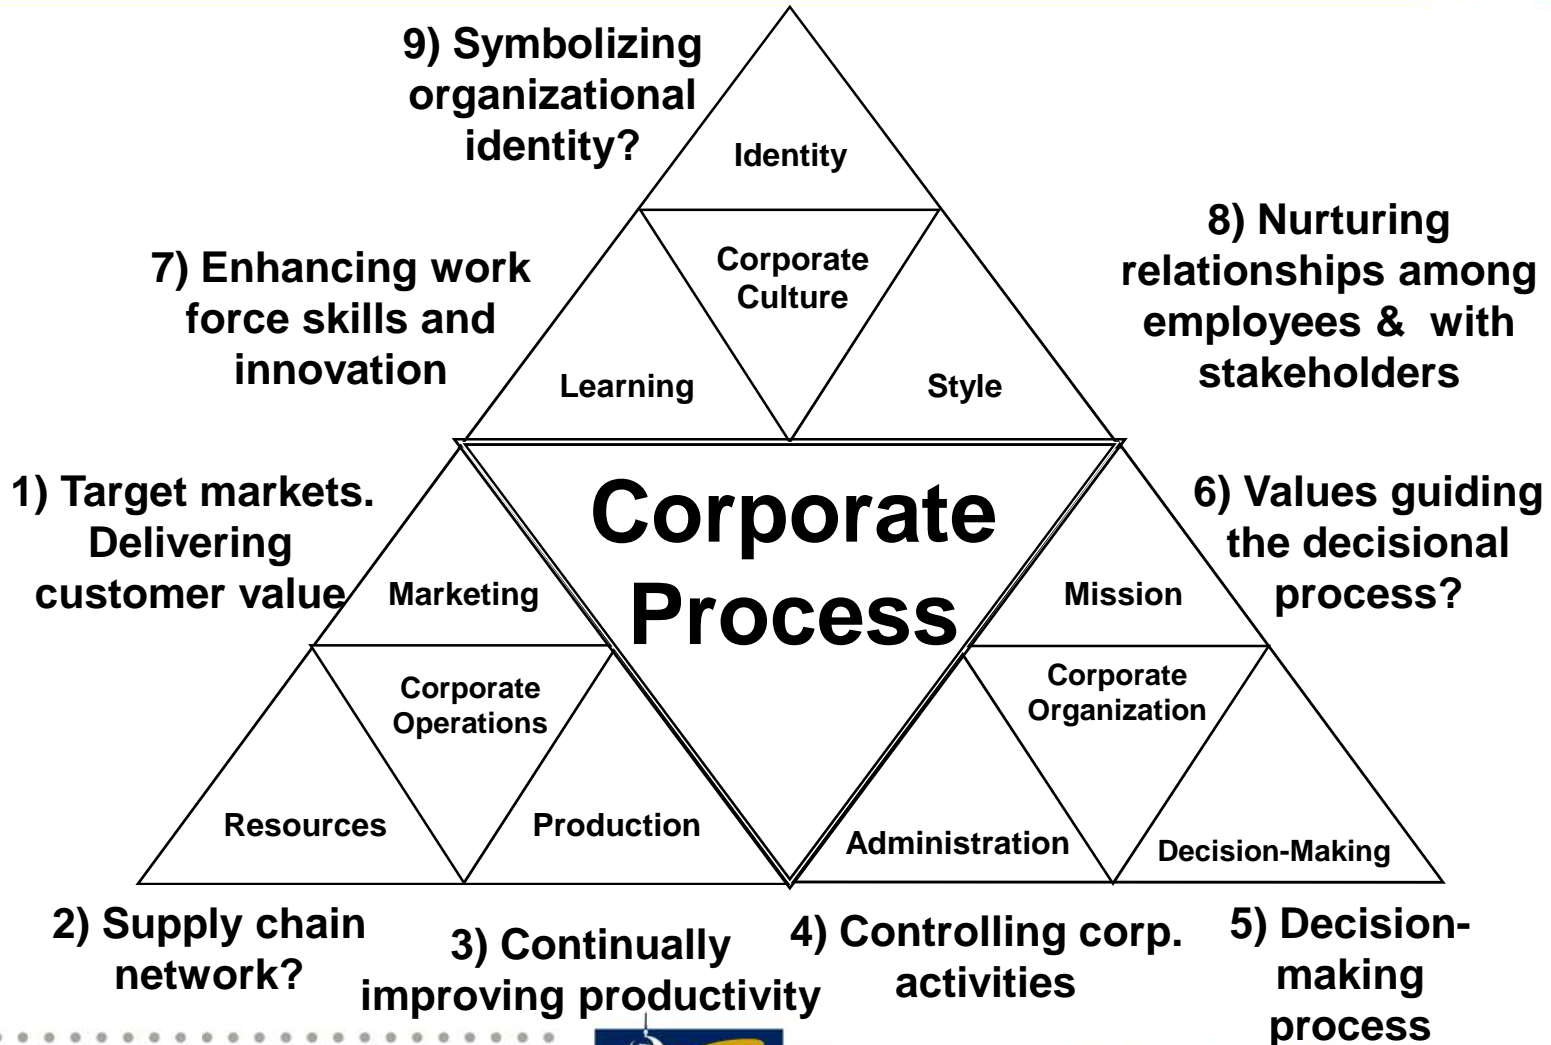 9) Symbolizing
organizational
identity?
Identity
8) Nurturing
relationships among
employees & with
stakeholders
7) Enhancing work
force skills and
innovation
Corporate
Culture
Learning
Style
1) Target markets.
Delivering
customer value
Corporate
Process
6) Values guiding
the decisional
process?
Marketing
Mission
Corporate
Operations
Corporate
Organization
Resources
Production
Administration
Decision-Making
2) Supply chain
network?
3) Continually
improving productivity
4) Controlling corp.
activities
5) Decision-
making
process